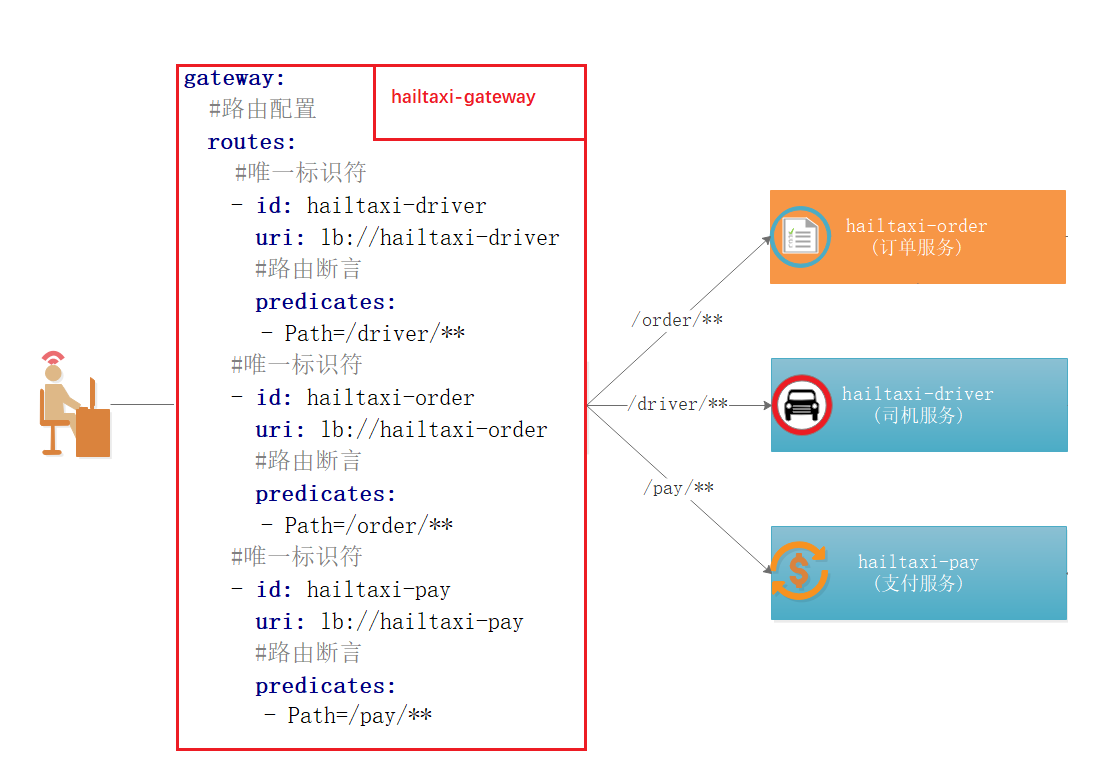 gateway:
hailtaxi-gateway
#路由配置
routes:
#唯一标识符
- id: hailtaxi-driver
uri: lb://hailtaxi-driver
#路由断言
predicates:
- Path=/driver/**
#唯一标识符
- id: hailtaxi-order
uri: lb://hailtaxi-order
#路由断言
predicates:
- Path=/order/**
#唯一标识符
- id: hailtaxi-pay
uri: lb://hailtaxi-pay
#路由断言
predicates:
- Path=/pay/**
/order/**
/driver/**
/pay/**
hailtaxi-order
(订单服务)
hailtaxi-driver
(司机服务)
hailtaxi-pay
(支付服务)